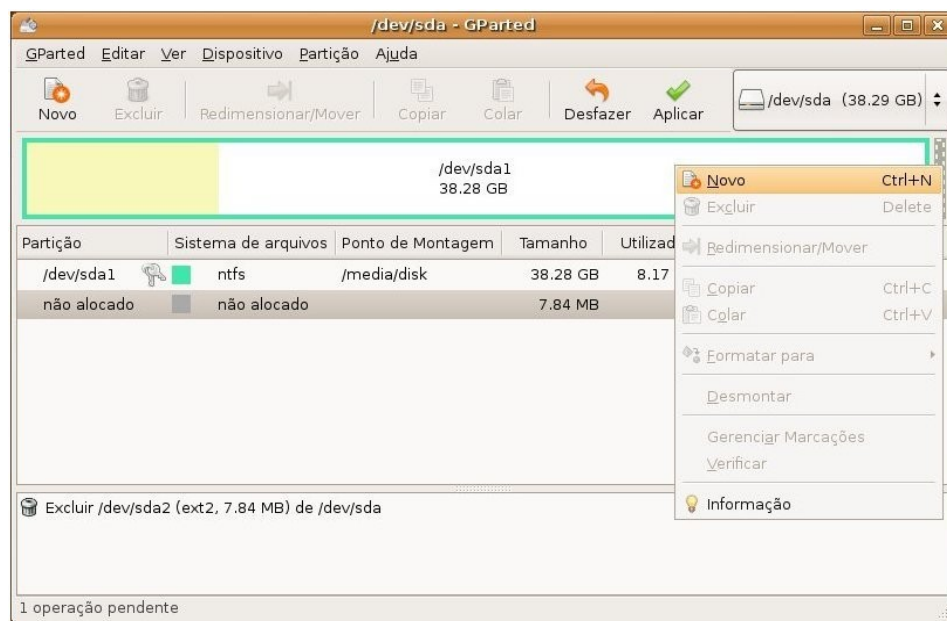 /dev/sda - GParted
GParted Editar Ver Dispositivo Partição Ajuda
Novo Excluir Redimensionar/Mover Copiar Colar Desfazer Aplicar
/dev/sda (38.29 GB)
/dev/sda1
38.28 GB
Partição Sistema de arquivos Ponto de Montagem Tamanho
/dev/sda1 ntfs /media/disk 38.28 GB 8.17
não alocado não alocado 7.84 MB
Novo Ctrl+N
Excluir Delete
Redimensionar/Mover
Copiar Ctrl+C
Colar Ctrl+V
Formatar para
Desmontar
Gerenciar Marcações
Verificar
Informação
Excluir /dev/sda2 (ext2, 7.84 MB) de /dev/sda
1 operação pendente